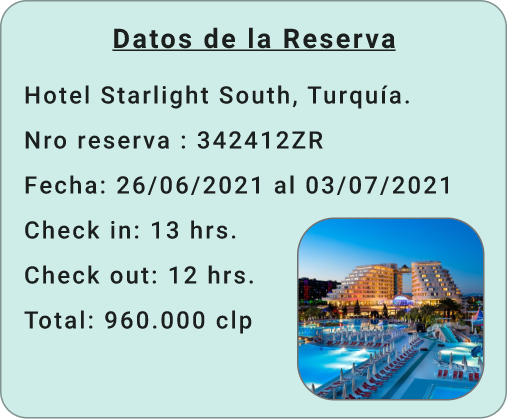 Datos de la Reserva
Hotel Starlight South, Turquía.
Nro reserva : 342412ZR
Fecha: 26/06/2021 al 03/07/2021
Check in: 13 hrs.
Check out: 12 hrs.
Total: 960.000 clp